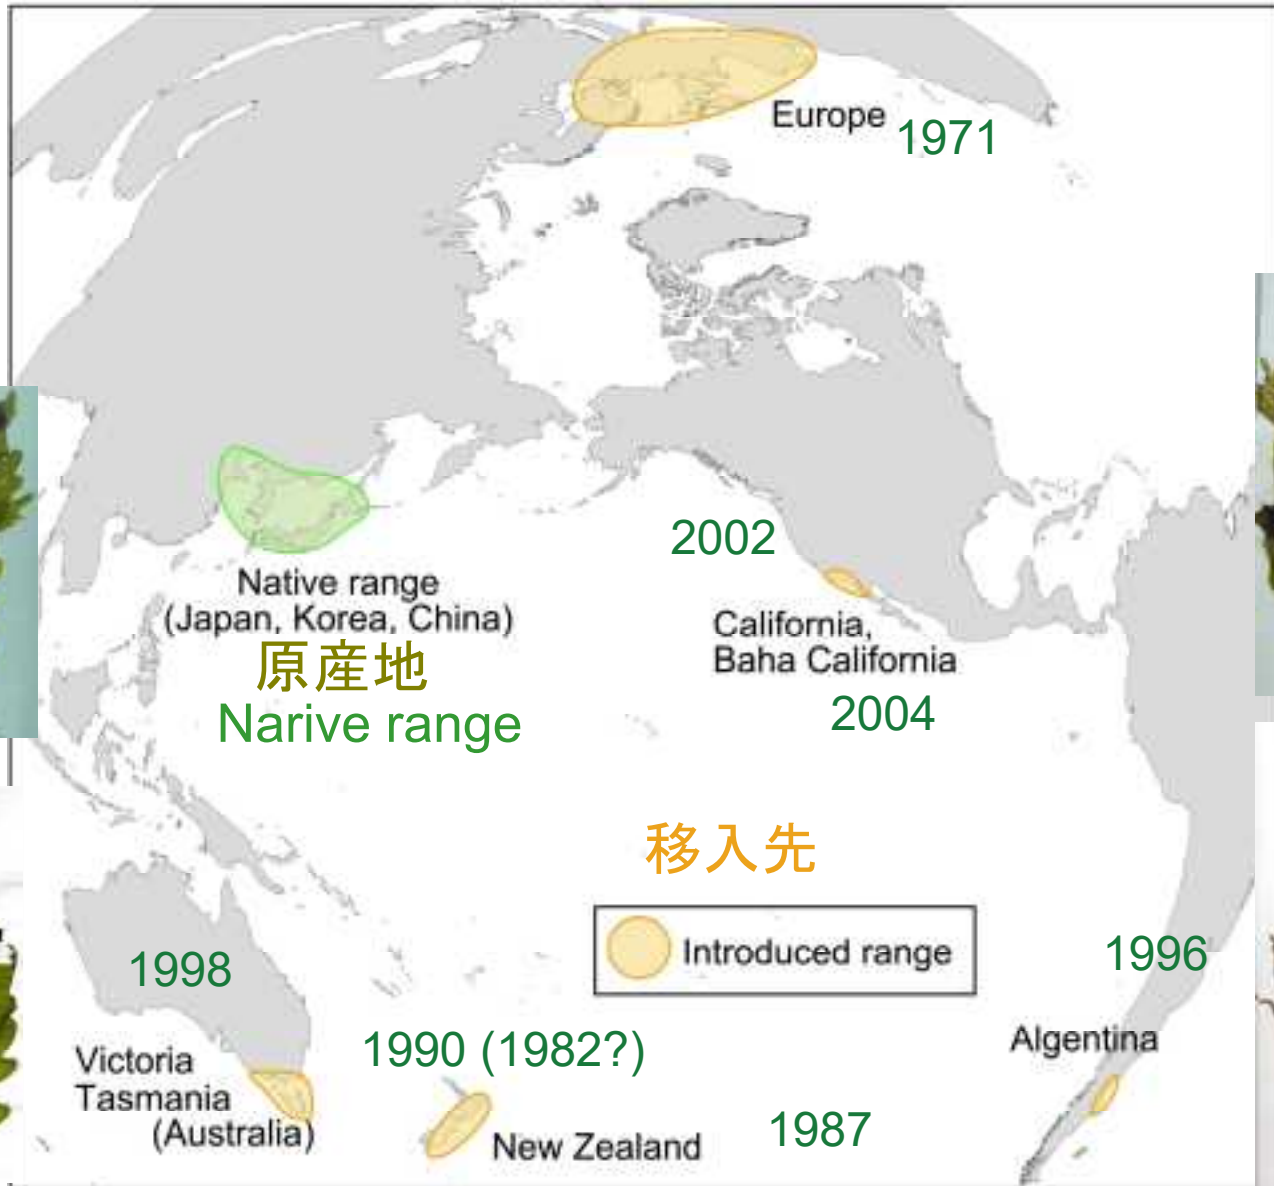 Europe
1971
2002
Native range
(Japan, Korea, China)
原産地
Narive range
California,
Baha California
2004
移入先
Introduced range
1998
1996
1990 (1982?)
Algentina
Victoria
Tasmania
(Australia)
New Zealand
1987